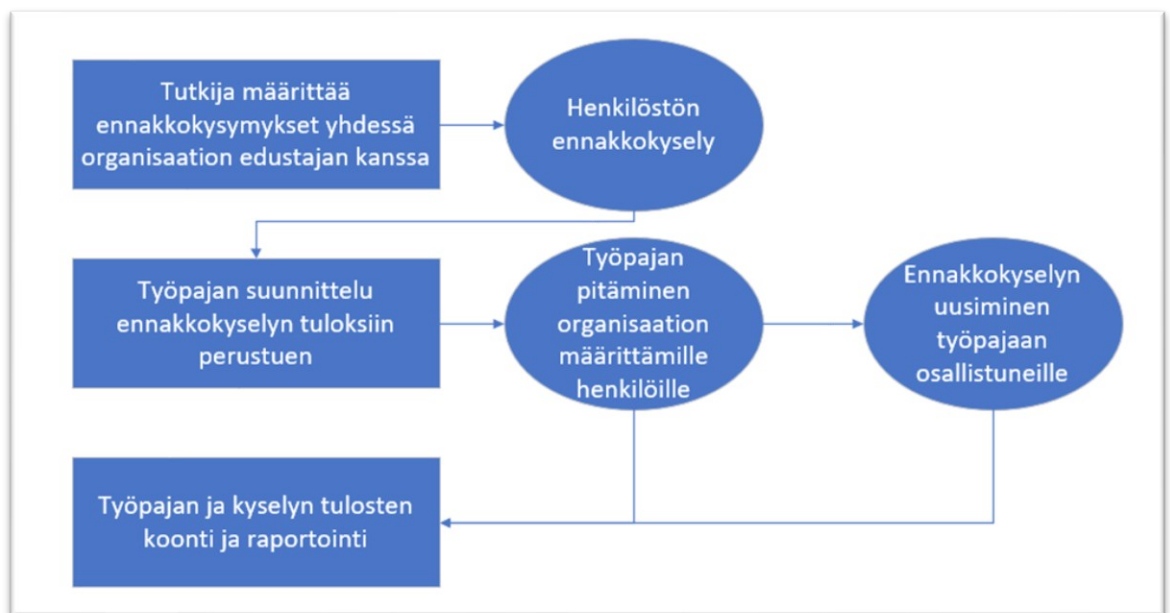 Tutkija määrittää
ennakkokysymykset yhdessä
organisaation edustajan kanssa
Henkilöstön
ennakkokysely
Työpajan suunnittelu
ennakkokyselyn tuloksiin
perustuen
Työpajan
pitäminen
organisaation
määrittämille
henkilöille
Ennakkokyselyn
uusiminen
työpajaan
osallistuneille
Työpajan ja kyselyn tulosten
koonti ja raportointi